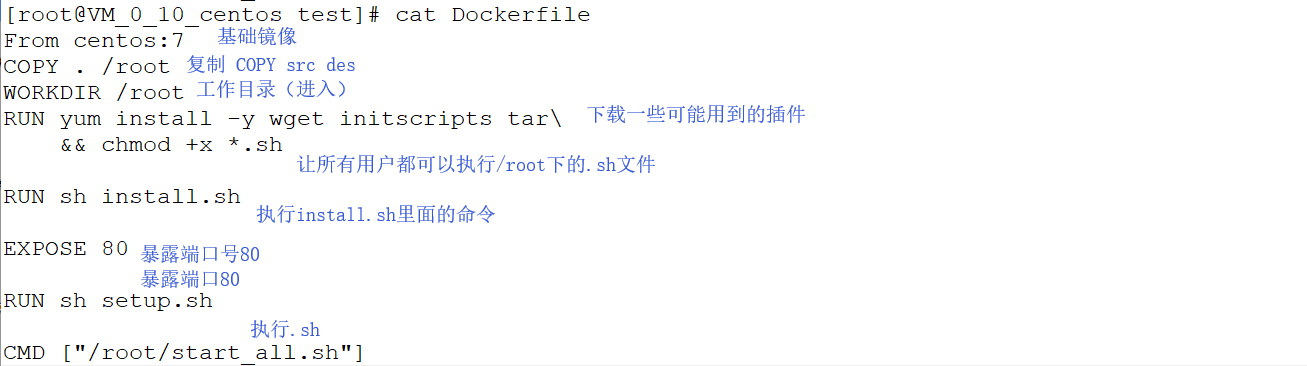 [root@VM_0_10_centos test]# cat Dockerfile
From centos:7 基础镜像
COPY . /root 复制 COPY src des
WORKDIR /root 工作目录（进入）
RUN yum install -y wget initscripts tar\ 下载一些可能用到的插件
&& chmod +x *.sh
让所有用户都可以执行/root下的.sh文件
RUN sh install.sh
执行install.sh里面的命令
EXPOSE 80 暴露端口号80
暴露端口80
RUN sh setup.sh
执行.sh
CMD ["/root/start_all.sh"]